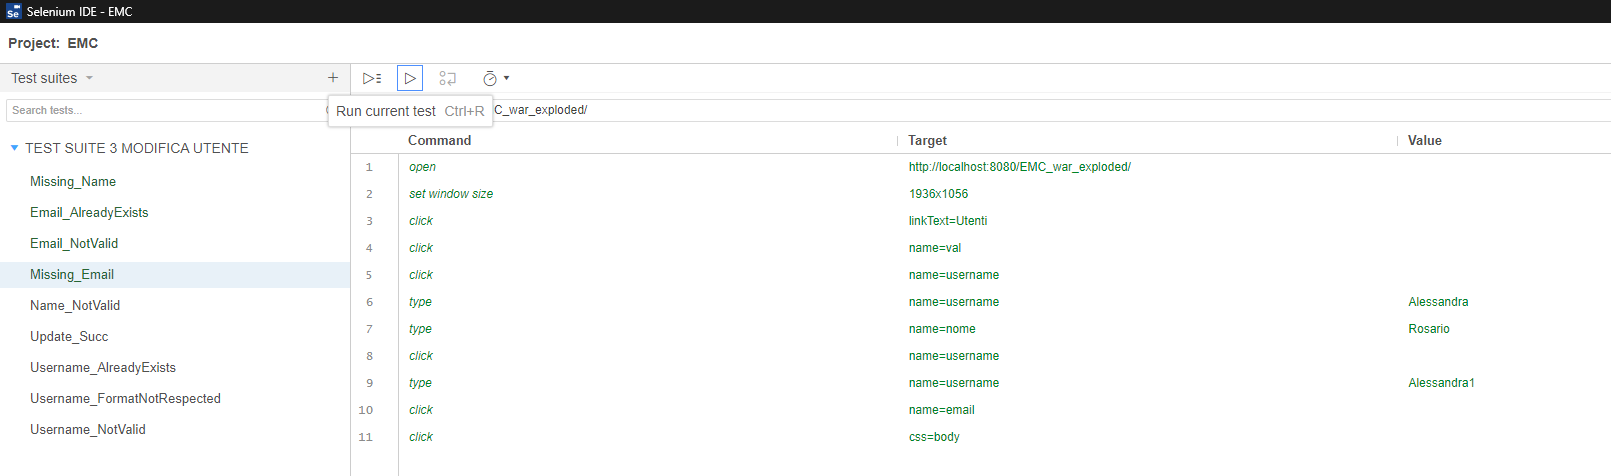 Se Selenium IDE - EMC
Project: EMC
Test suites +
Search tests...
Run current test Ctrl+R
C_war_exploded/
TEST SUITE 3 MODIFICA UTENTE
Missing_Name
Email_AlreadyExists
Email_NotValid
Missing_Email
Name_NotValid
Update_Succ
Username_AlreadyExists
Username_FormatNotRespected
Username_NotValid
Command Target Value
1 open http://localhost:8080/EMC_war_exploded/
2 set window size 1936x1056
3 click linkText=Utenti
4 click name=val
5 click name=username
6 type name=username Alessandra
7 type name=nome Rosario
8 click name=username
9 type name=username Alessandra1
10 click name=email
11 click css=body